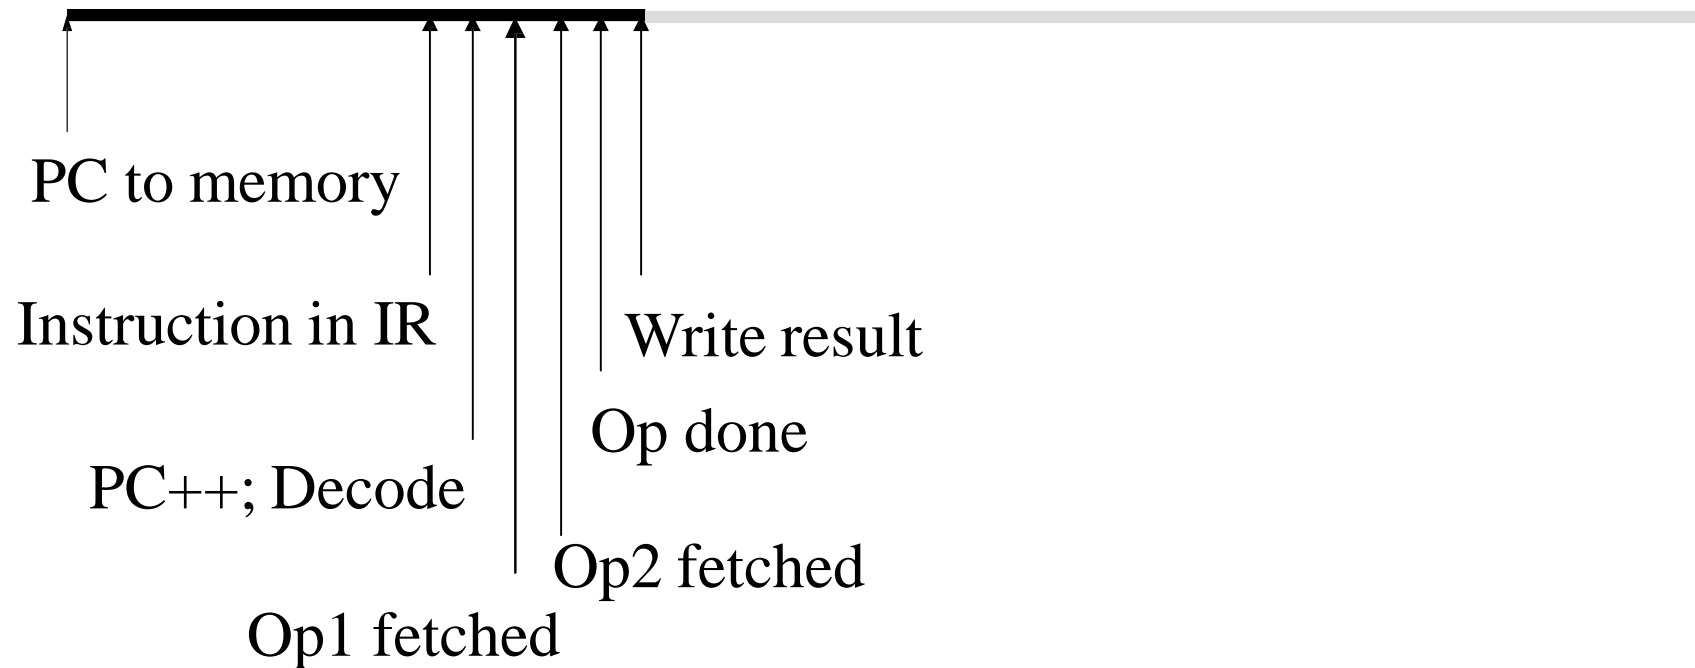 PC to memory
Instruction in IR
Write result
Op done
PC++; Decode
Op2 fetched
Op1 fetched